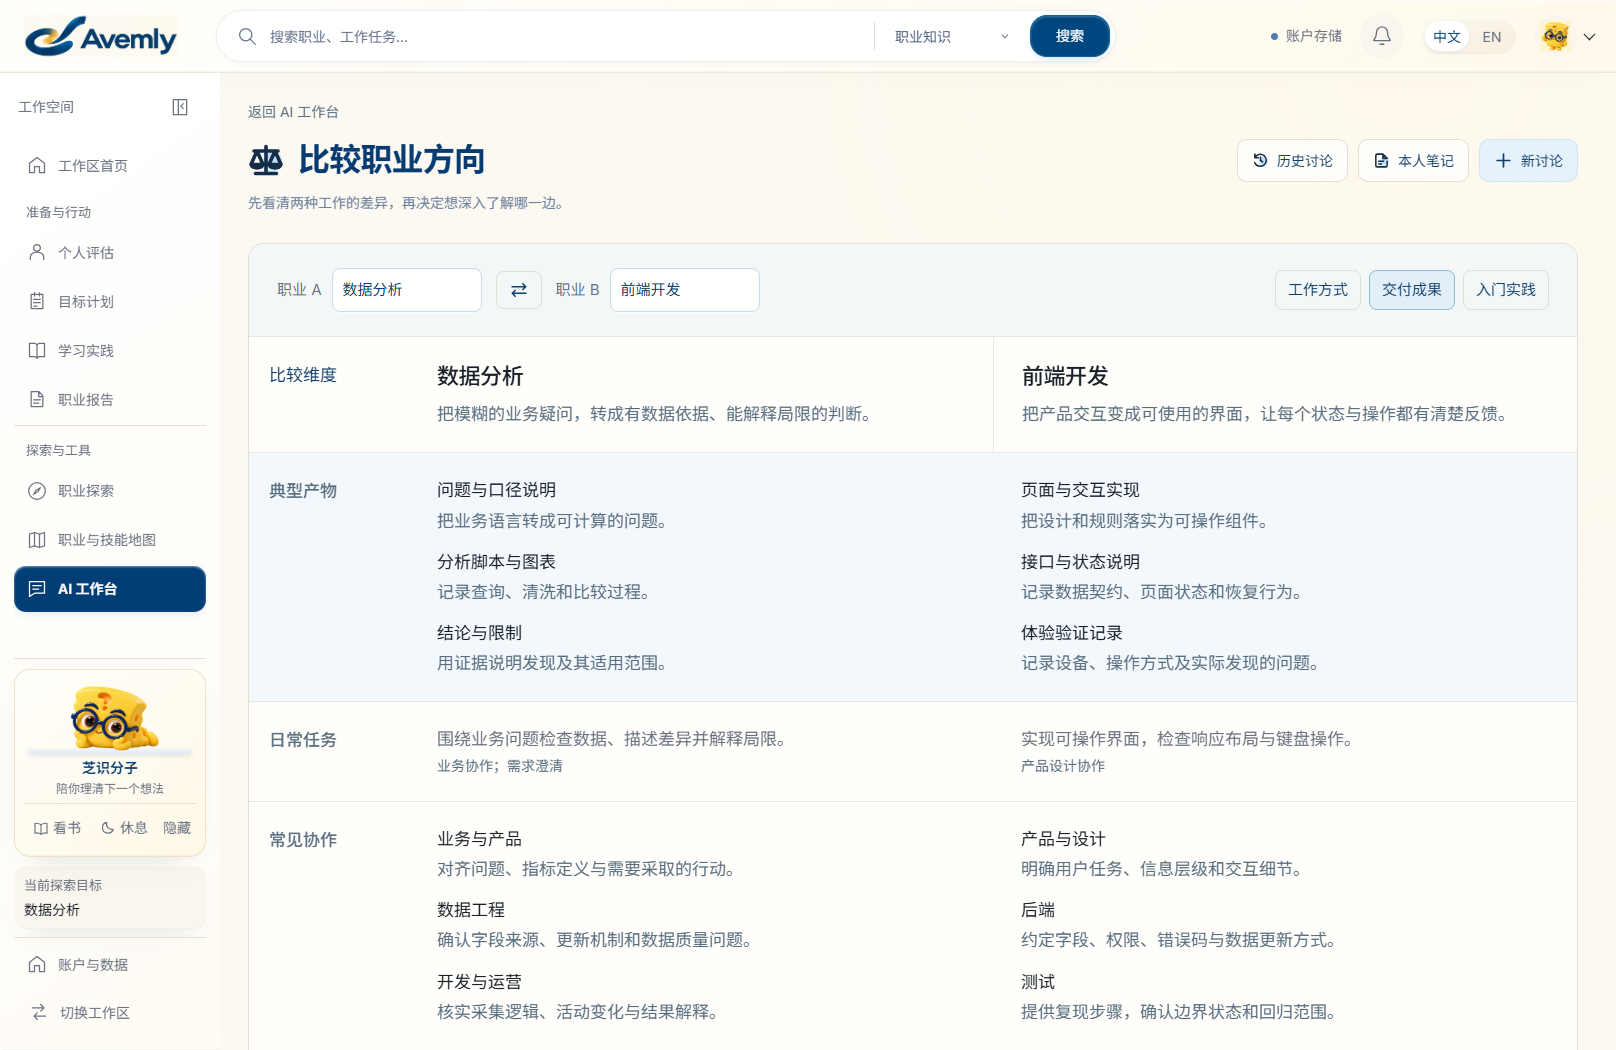 Avemly
搜索职业、工作任务...
职业知识
搜索
账户存储
中文
EN
工作空间
工作区首页
准备与行动
个人评估
目标计划
学习实践
职业报告
探索与工具
职业探索
职业与技能地图
AI 工作台
芝识分子
陪你理清下一个想法
看书
休息
隐藏
当前探索目标
数据分析
账户与数据
切换工作区
返回 AI 工作台
比较职业方向
先看清两种工作的差异，再决定想深入了解哪一边。
历史讨论
本人笔记
新讨论
职业 A
数据分析
职业 B
前端开发
工作方式
交付成果
入门实践
比较维度
数据分析
把模糊的业务疑问，转成有数据依据、能解释局限的判断。
前端开发
把产品交互变成可使用的界面，让每个状态与操作都有清楚反馈。
典型产物
问题与口径说明
把业务语言转成可计算的问题。
分析脚本与图表
记录查询、清洗和比较过程。
结论与限制
用证据说明发现及其适用范围。
页面与交互实现
把设计和规则落实为可操作组件。
接口与状态说明
记录数据契约、页面状态和恢复行为。
体验验证记录
记录设备、操作方式及实际发现的问题。
日常任务
围绕业务问题检查数据、描述差异并解释局限。
业务协作；需求澄清
实现可操作界面，检查响应布局与键盘操作。
产品设计协作
常见协作
业务与产品
对齐问题、指标定义与需要采取的行动。
数据工程
确认字段来源、更新机制和数据质量问题。
开发与运营
核实采集逻辑、活动变化与结果解释。
产品与设计
明确用户任务、信息层级和交互细节。
后端
约定字段、权限、错误码与数据更新方式。
测试
提供复现步骤，确认边界状态和回归范围。